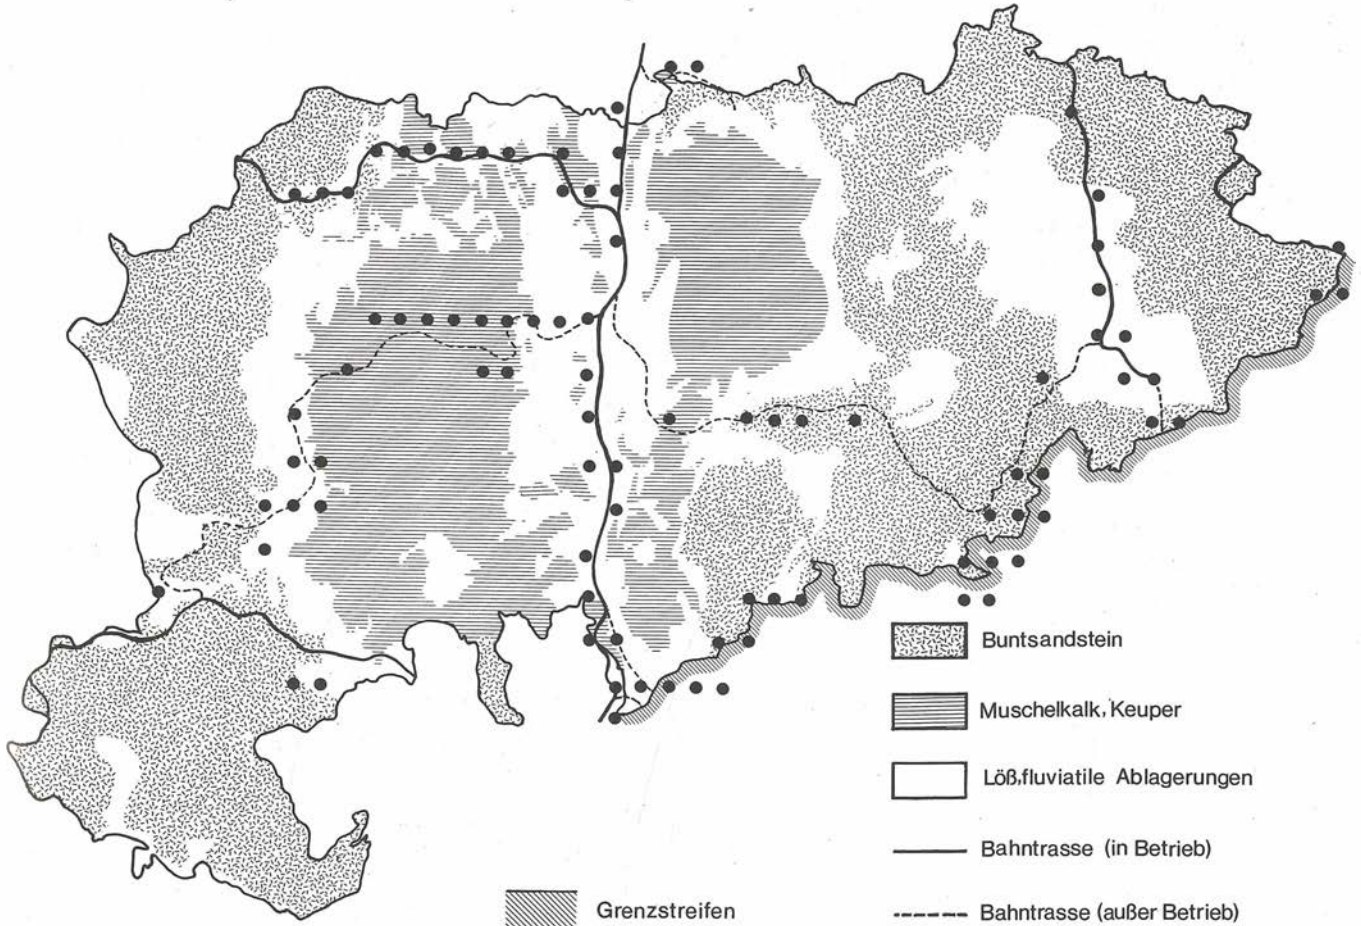 Buntsandstein
Muschelkalk, Keuper
Löß,fluviatile Ablagerungen
Bahntrasse (in Betrieb)
Grenzstreifen
Bahntrasse (außer Betrieb)